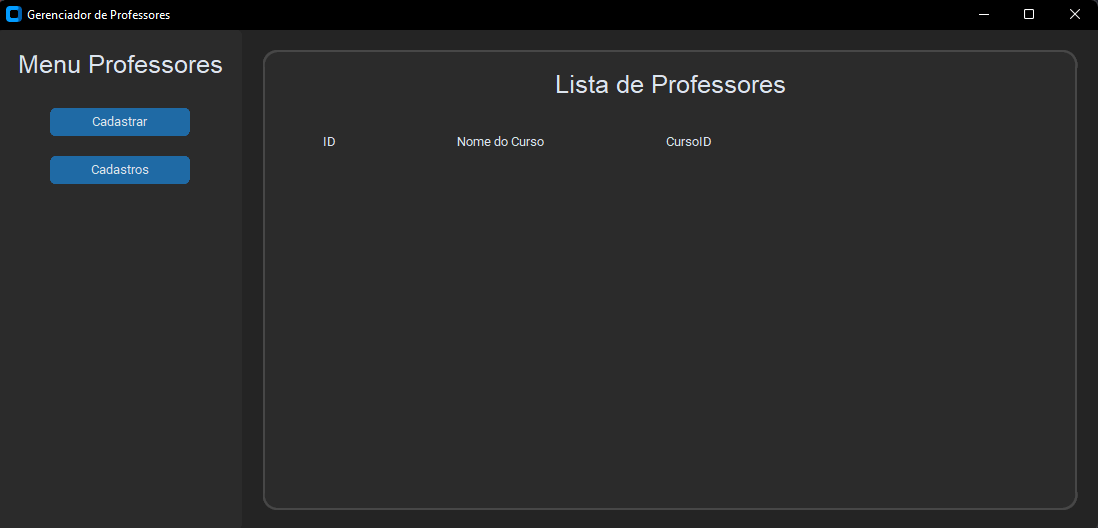 Gerenciador de Professores
Menu Professores
Cadastrar
Cadastros
Lista de Professores
ID Nome do Curso CursoID